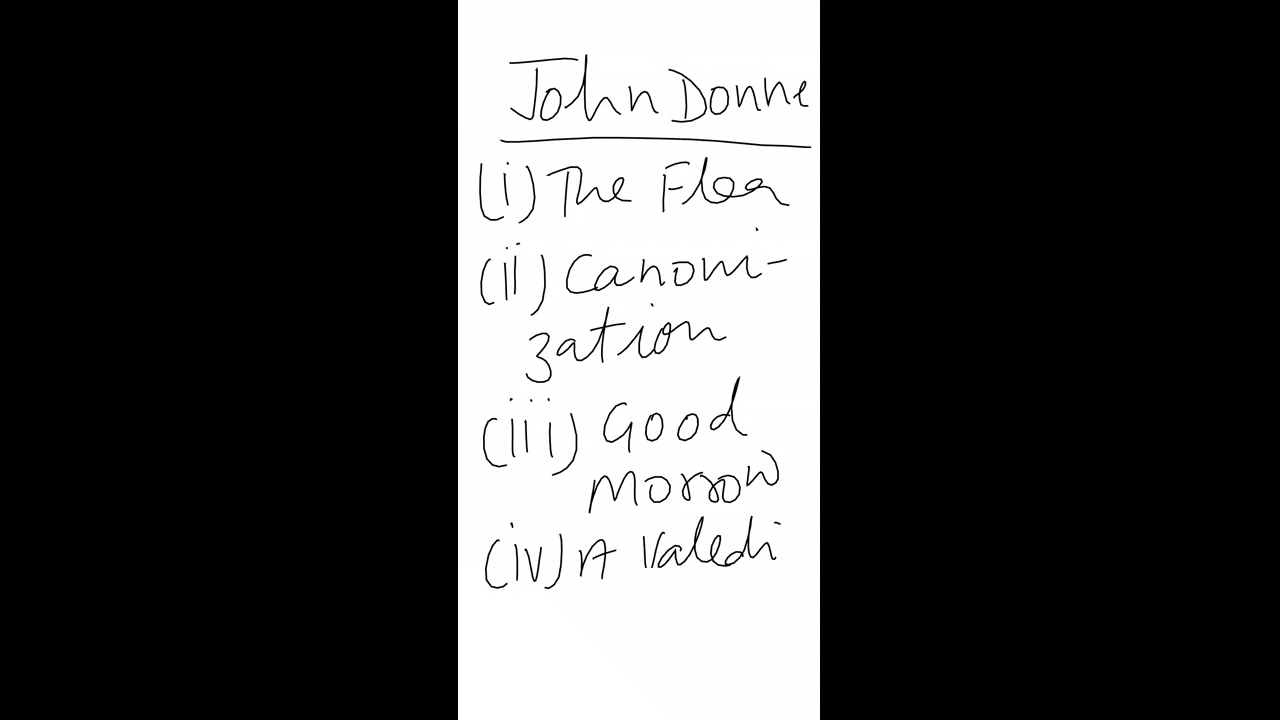 John Donne
(i) The Flea
(ii) Canoni-
zation
(iii) Good
Morrow
(iv) A Valedi